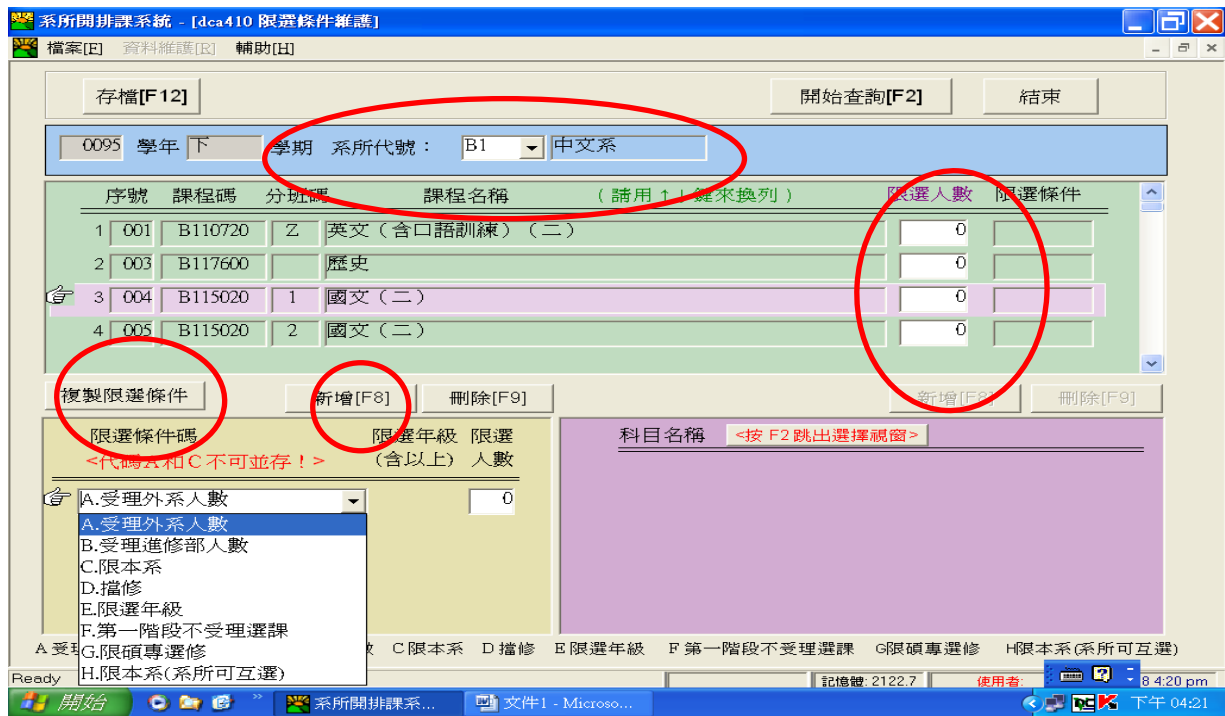 系所開排課系統 - [dca410 限選條件維護]
檔案[F] 資料維護[R] 輔助[H]
存檔[F12] 開始查詢[F2] 結束
0095 學年 下 學期 系所代號： B1 中文系
序號 課程碼 分班碼 課程名稱 （請用↑↓鍵來換列） 限選人數 限選條件
1 001 B110720 Z 英文（含口語訓練）（二） 0
2 003 B117600 歷史 0
3 004 B115020 1 國文（二） 0
4 005 B115020 2 國文（二） 0
複製限選條件 新增[F8] 刪除[F9] 新增[F8] 刪除[F9]
限選條件碼 限選年級 限選 科目名稱 <按 F2 跳出選擇視窗>
<代碼A和C不可並存！> (含以上) 人數
A.受理外系人數 0
A.受理外系人數
B.受理進修部人數
C.限本系
D.擋修
E.限選年級
F.第一階段不受理選課
G.限碩專選修
H.限本系(系所可互選)
A 受 C限本系 D擋修 E限選年級 F第一階段不受理選課 G限碩專選修 H限本系(系所可互選)
Ready 記憶體: 2122.7 使用者: 8 4:20 pm
開始 系所開排課系... 文件1 - Microso... 下午 04:21